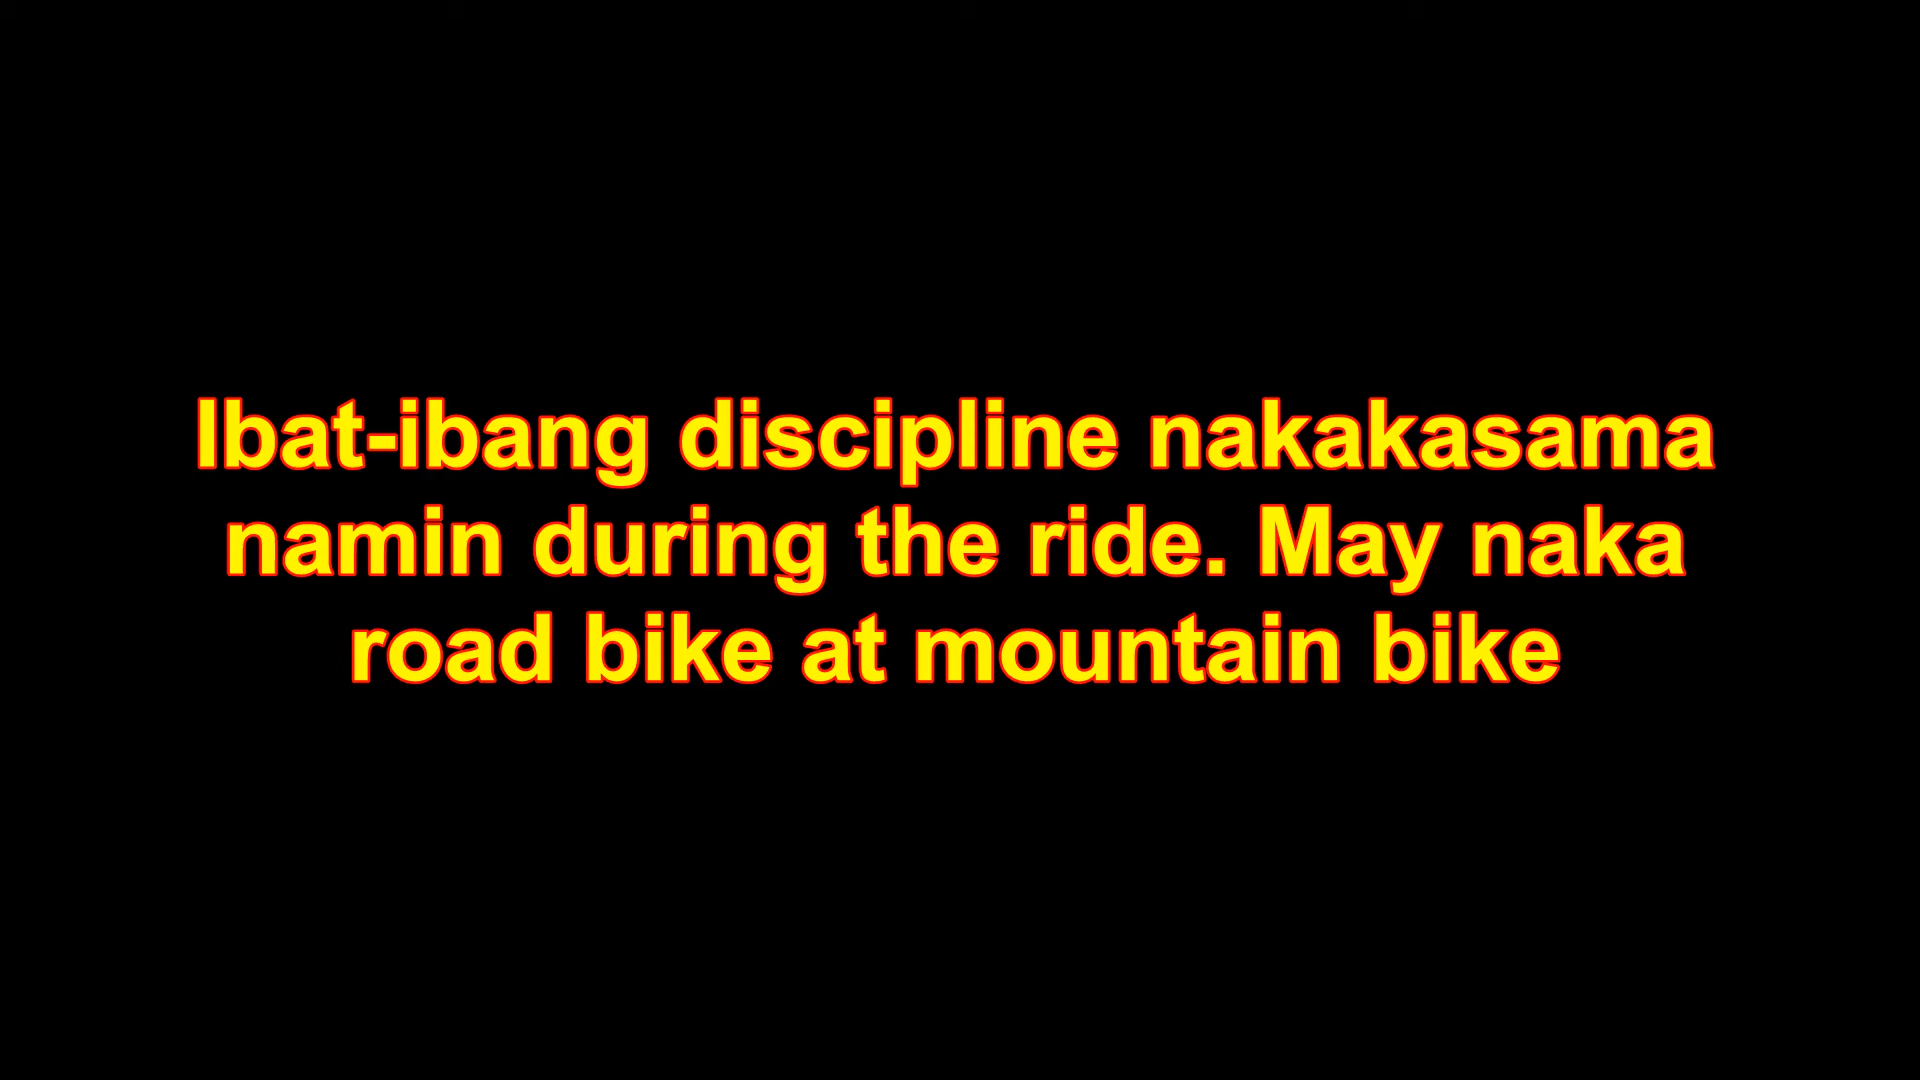 Ibat-ibang discipline nakakasama
namin during the ride. May naka
road bike at mountain bike